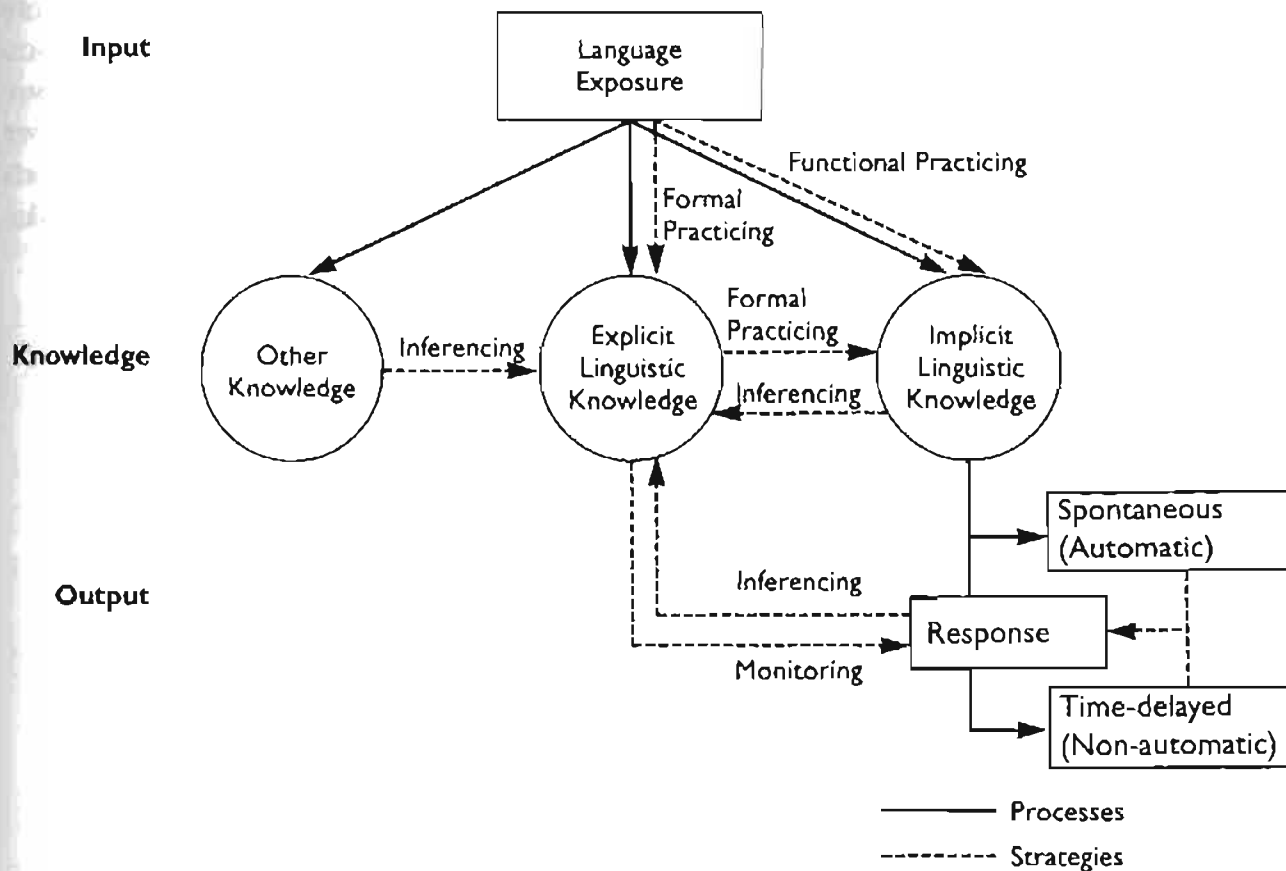 Input
Language
Exposure
Functional Practicing
Formal
Practicing
Knowledge
Other
Knowledge
Inferencing
Explicit
Linguistic
Knowledge
Formal
Practicing
Inferencing
Implicit
Linguistic
Knowledge
Output
Inferencing
Monitoring
Response
Spontaneous
(Automatic)
Time-delayed
(Non-automatic)
Processes
Strategies